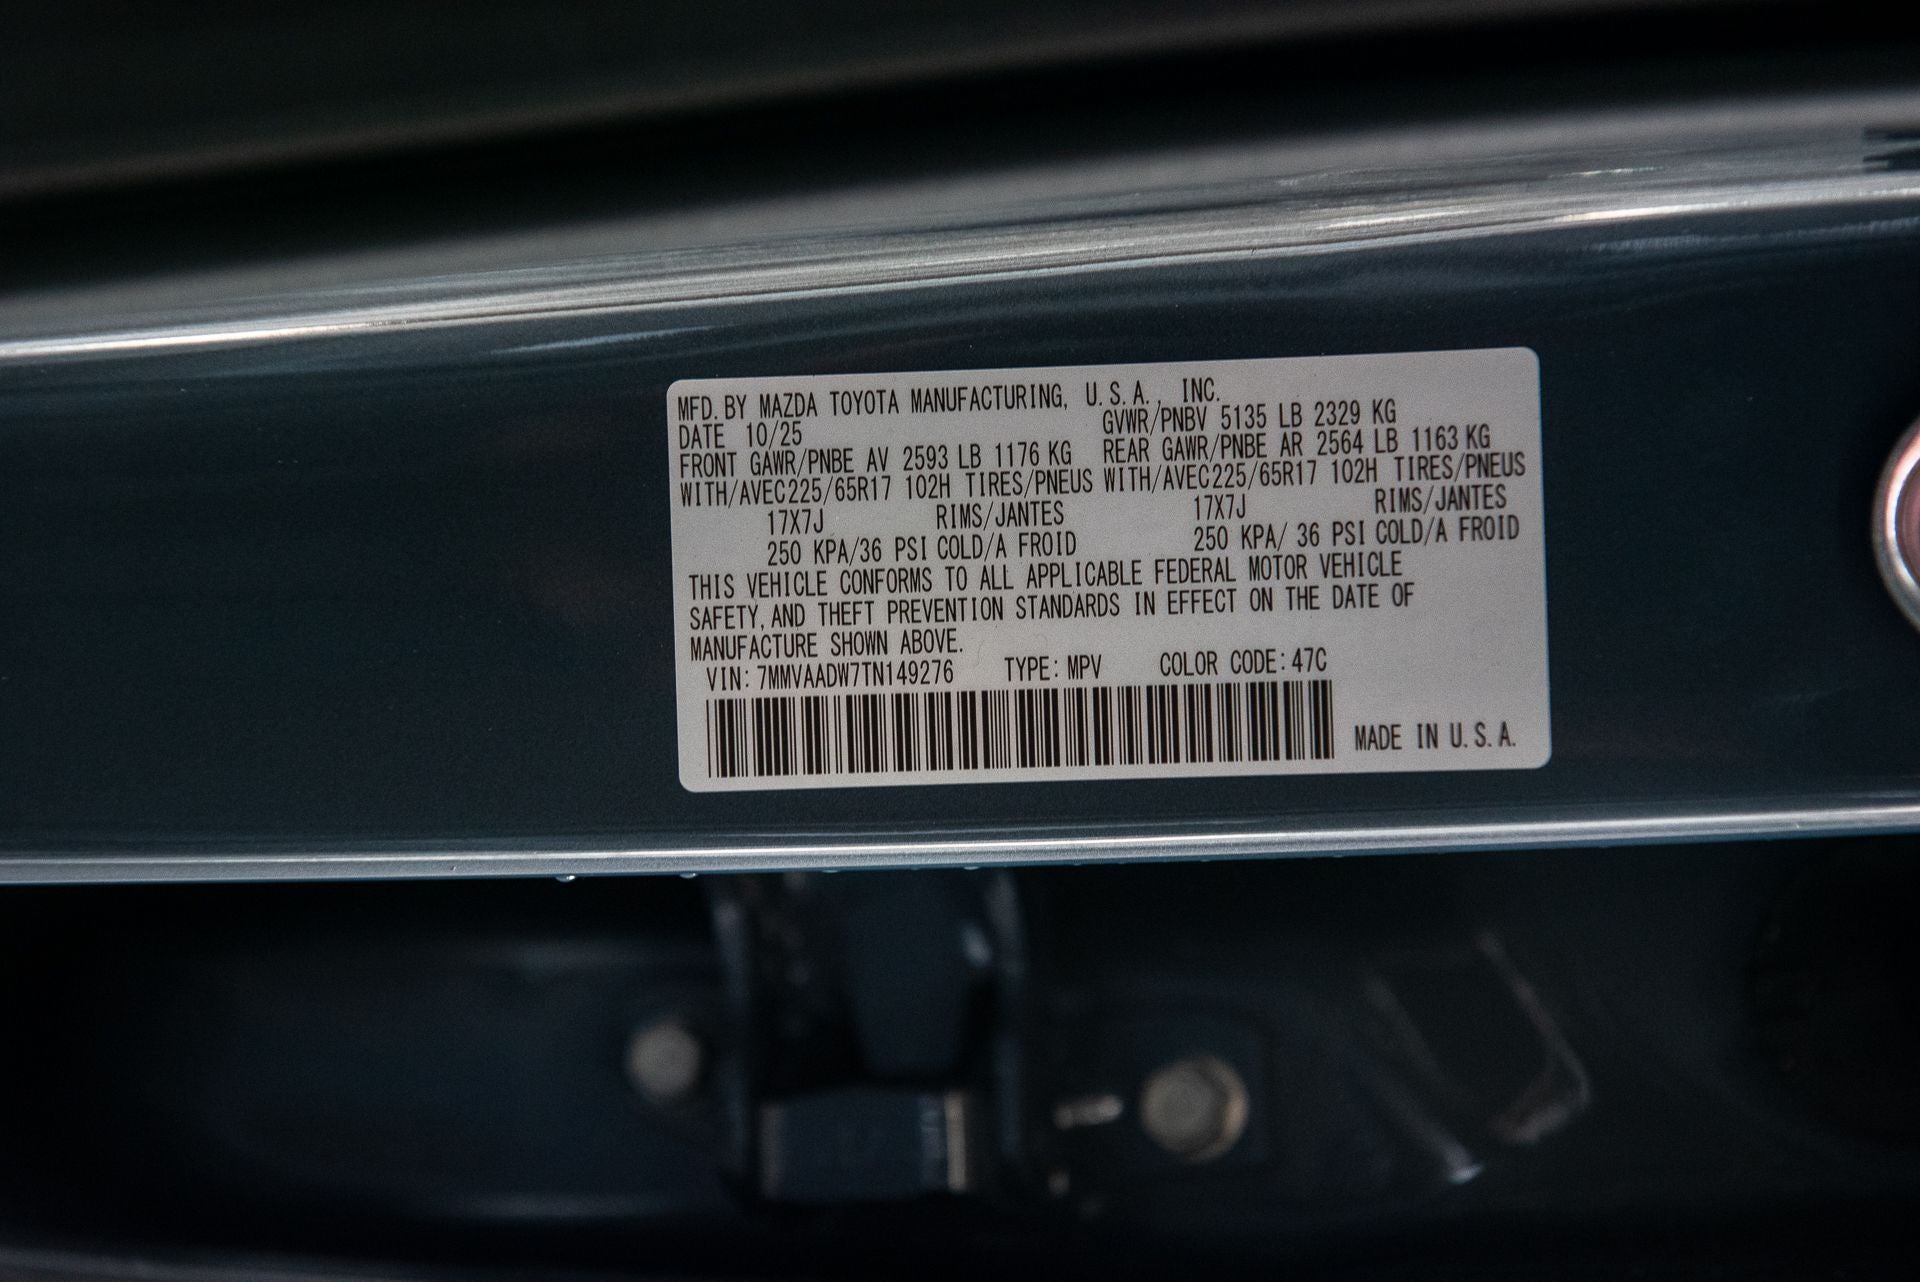 MFD. BY MAZDA TOYOTA MANUFACTURING, U.S.A., INC.
DATE 10/25 GVWR/PNBV 5135 LB 2329 KG
FRONT GAWR/PNBE AV 2593 LB 1176 KG REAR GAWR/PNBE AR 2564 LB 1163 KG
WITH/AVEC225/65R17 102H TIRES/PNEUS WITH/AVEC225/65R17 102H TIRES/PNEUS
17X7J RIMS/JANTES 17X7J RIMS/JANTES
250 KPA/36 PSI COLD/A FROID 250 KPA/ 36 PSI COLD/A FROID
THIS VEHICLE CONFORMS TO ALL APPLICABLE FEDERAL MOTOR VEHICLE
SAFETY, AND THEFT PREVENTION STANDARDS IN EFFECT ON THE DATE OF
MANUFACTURE SHOWN ABOVE.
VIN: 7MMVAADW7TN149276 TYPE: MPV COLOR CODE: 47C
MADE IN U.S.A.